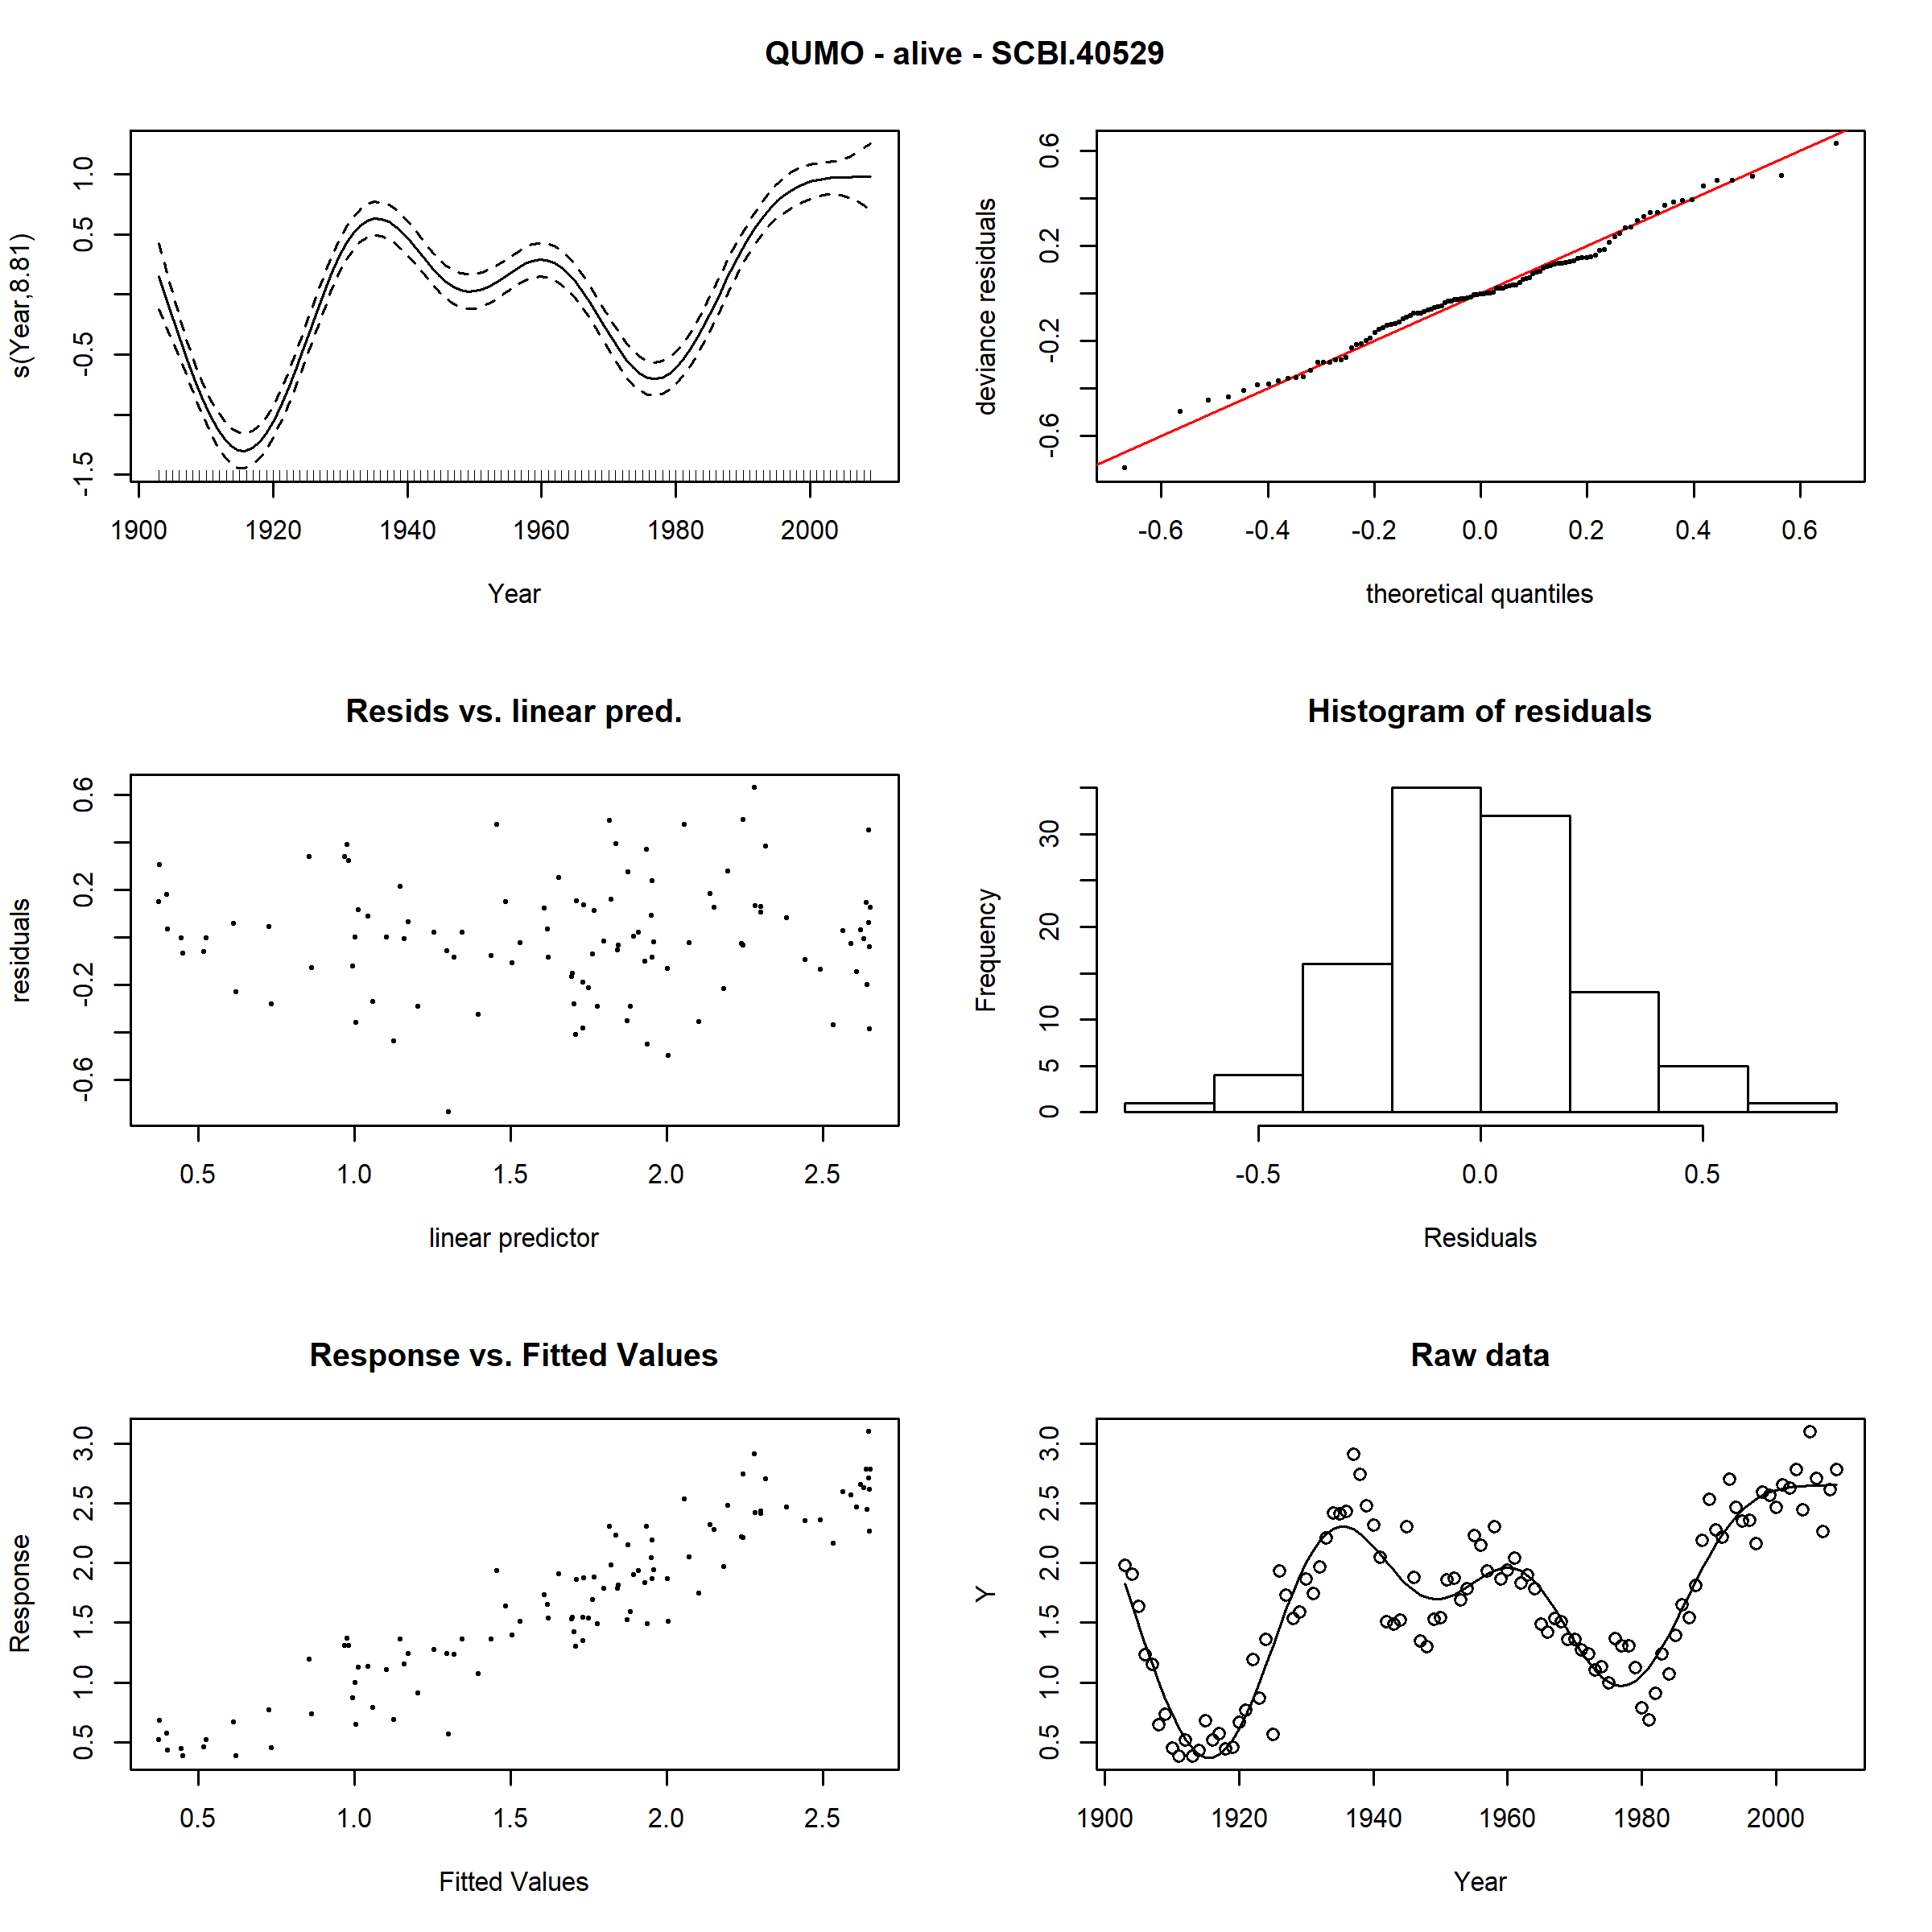 QUMO - alive - SCBI.40529
s(Year,8.81)
1.0
0.5
-0.5
-1.5
1900 1920 1940 1960 1980 2000
Year
deviance residuals
0.6
0.2
-0.2
-0.6
-0.6 -0.4 -0.2 0.0 0.2 0.4 0.6
theoretical quantiles
Resids vs. linear pred.
residuals
0.6
0.2
-0.2
-0.6
0.5 1.0 1.5 2.0 2.5
linear predictor
Histogram of residuals
Frequency
30
20
10
5
0
-0.5 0.0 0.5
Residuals
Response vs. Fitted Values
Response
3.0
2.5
2.0
1.5
1.0
0.5
0.5 1.0 1.5 2.0 2.5
Fitted Values
Raw data
Y
3.0
2.5
2.0
1.5
1.0
0.5
1900 1920 1940 1960 1980 2000
Year